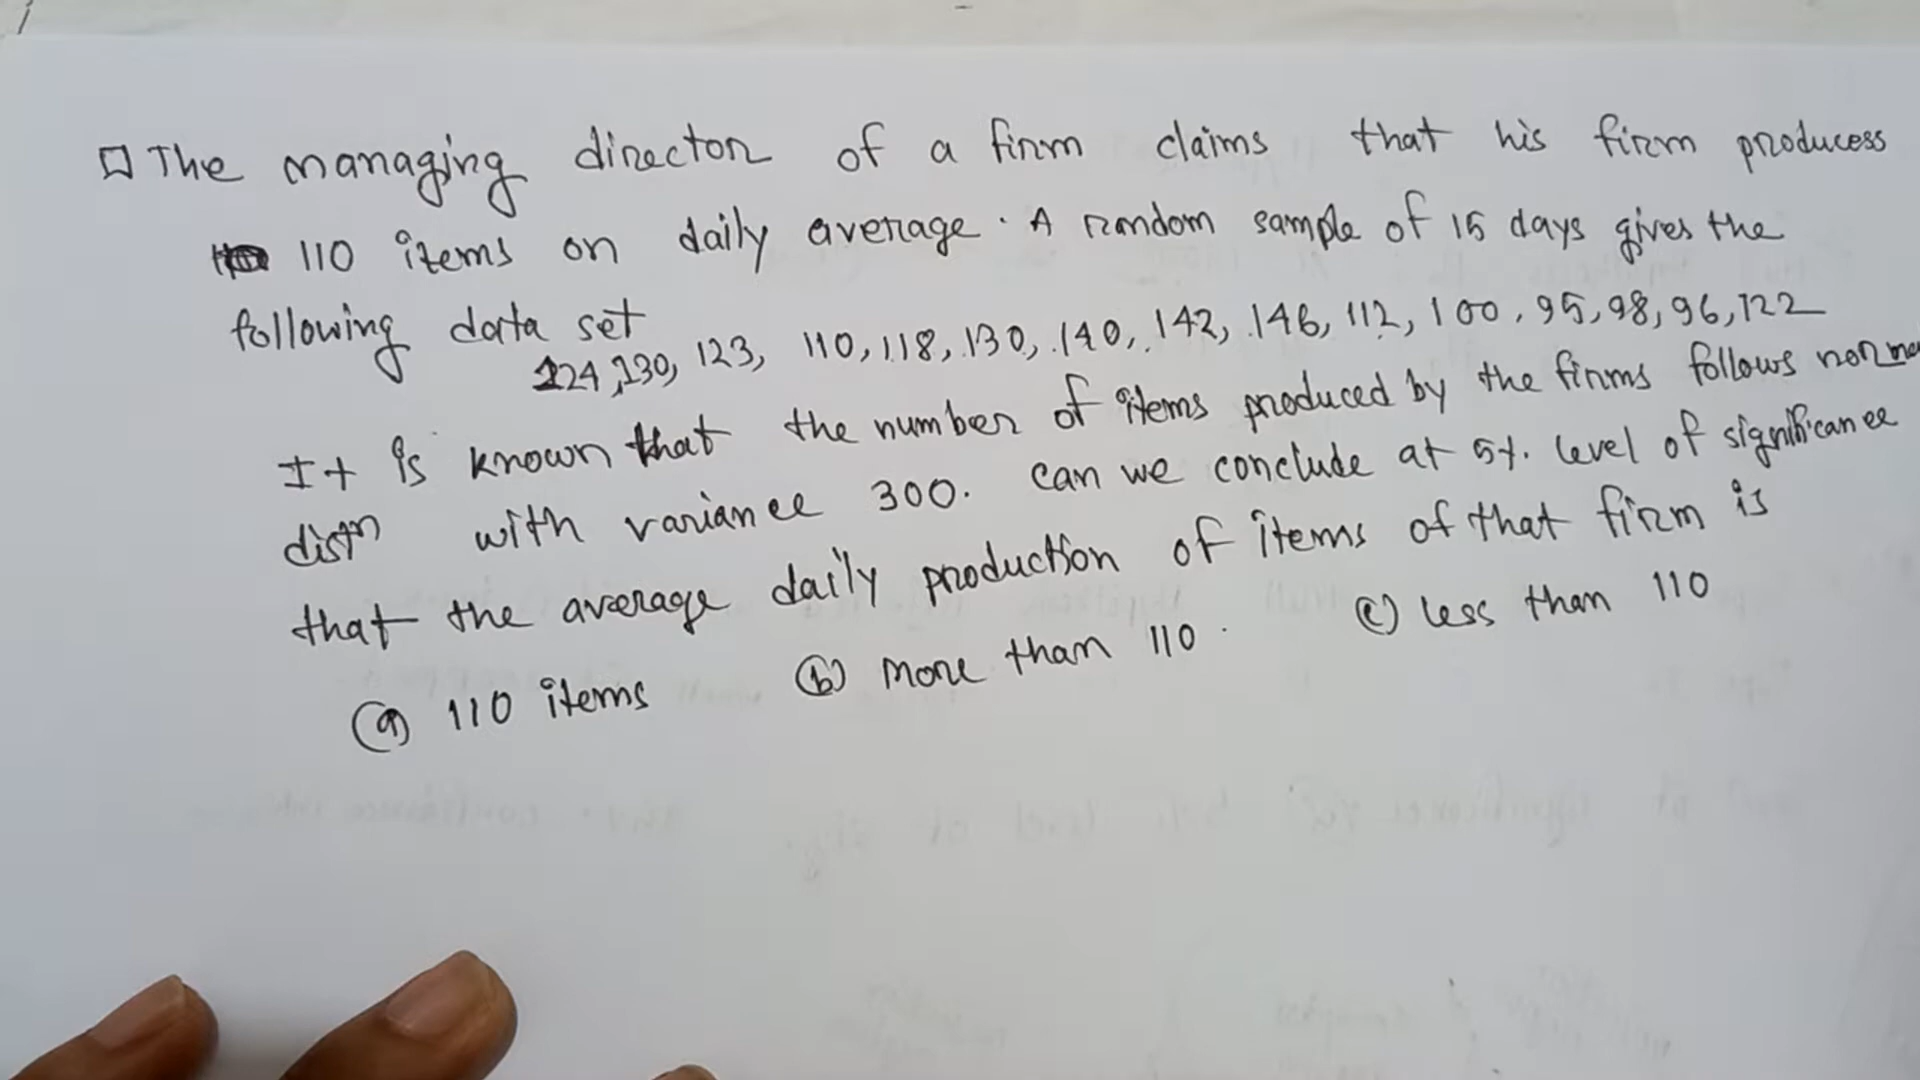 The managing director of a firm claims that his firm producess
110 items on daily average. A random sample of 15 days gives the
following data set
124, 130, 123, 110, 118, 130, 140, 142, 146, 112, 100, 95, 98, 96, 122
It is known that the number of items produced by the firms follows
distn with variance 300. Can we conclude at 5%. level of significance
that the average daily production of items of that firm is
(a) 110 items (b) more than 110. (c) less than 110